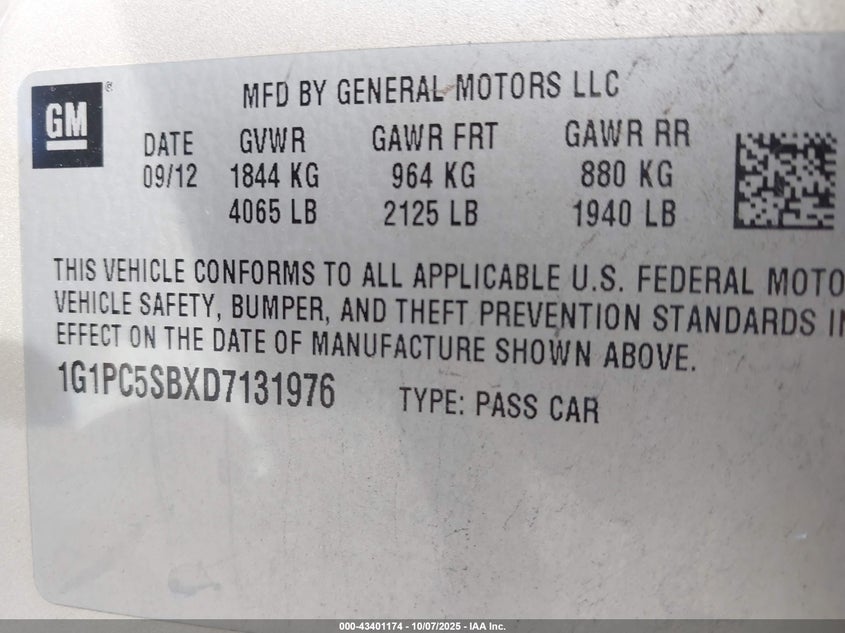 GM®
MFD BY GENERAL MOTORS LLC
DATE GVWR GAWR FRT GAWR RR
09/12 1844 KG 964 KG 880 KG
4065 LB 2125 LB 1940 LB
THIS VEHICLE CONFORMS TO ALL APPLICABLE U.S. FEDERAL MOTO
VEHICLE SAFETY, BUMPER, AND THEFT PREVENTION STANDARDS IN
EFFECT ON THE DATE OF MANUFACTURE SHOWN ABOVE.
1G1PC5SBXD7131976 TYPE: PASS CAR
000-43401174 - 10/07/2025 - IAA Inc.